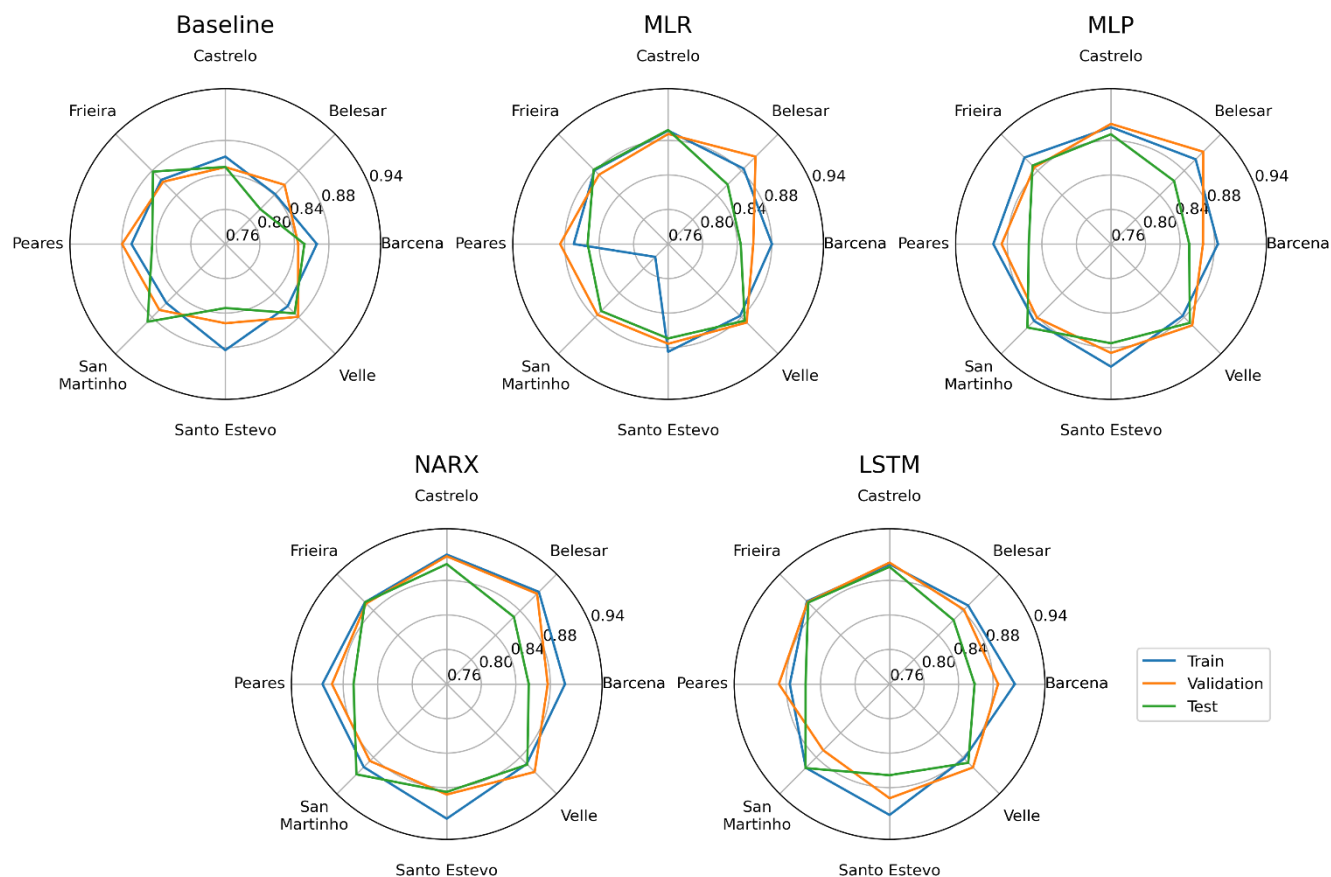 Baseline
Castrelo
Frieira
Belesar
0.94
0.88
0.84
0.80
0.76
Peares
Barcena
San
Martinho
Velle
Santo Estevo
MLR
Castrelo
Frieira
Belesar
0.94
0.88
0.84
0.80
0.76
Peares
Barcena
San
Martinho
Velle
Santo Estevo
MLP
Castrelo
Frieira
Belesar
0.94
0.88
0.84
0.80
0.76
Peares
Barcena
San
Martinho
Velle
Santo Estevo
NARX
Castrelo
Frieira
Belesar
0.94
0.88
0.84
0.80
0.76
Peares
Barcena
San
Martinho
Velle
Santo Estevo
LSTM
Castrelo
Frieira
Belesar
0.94
0.88
0.84
0.80
0.76
Peares
Barcena
San
Martinho
Velle
Santo Estevo
Train
Validation
Test